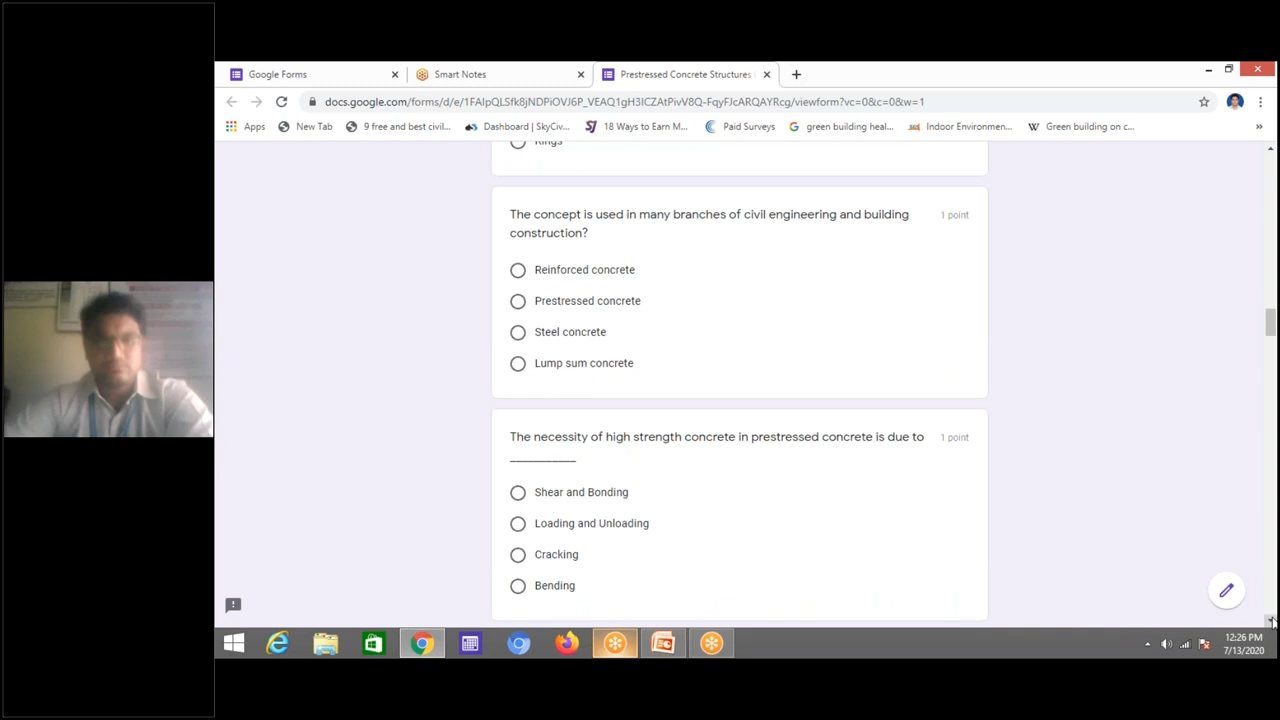 Google Forms
Smart Notes
Prestressed Concrete Structures
docs.google.com/forms/d/e/1FAIpQLSfk8jNDPiOVJ6P_VEAQ1gH3ICZAtPivV8Q-FqyFJcARQAYRcg/viewform?vc=0&c=0&w=1
Apps
New Tab
9 free and best civil...
Dashboard | SkyCiv...
18 Ways to Earn M...
Paid Surveys
green building heal...
Indoor Environmen...
Green building on c...
»
Rings
The concept is used in many branches of civil engineering and building
construction?
1 point
Reinforced concrete
Prestressed concrete
Steel concrete
Lump sum concrete
The necessity of high strength concrete in prestressed concrete is due to
___________
1 point
Shear and Bonding
Loading and Unloading
Cracking
Bending
12:26 PM
7/13/2020